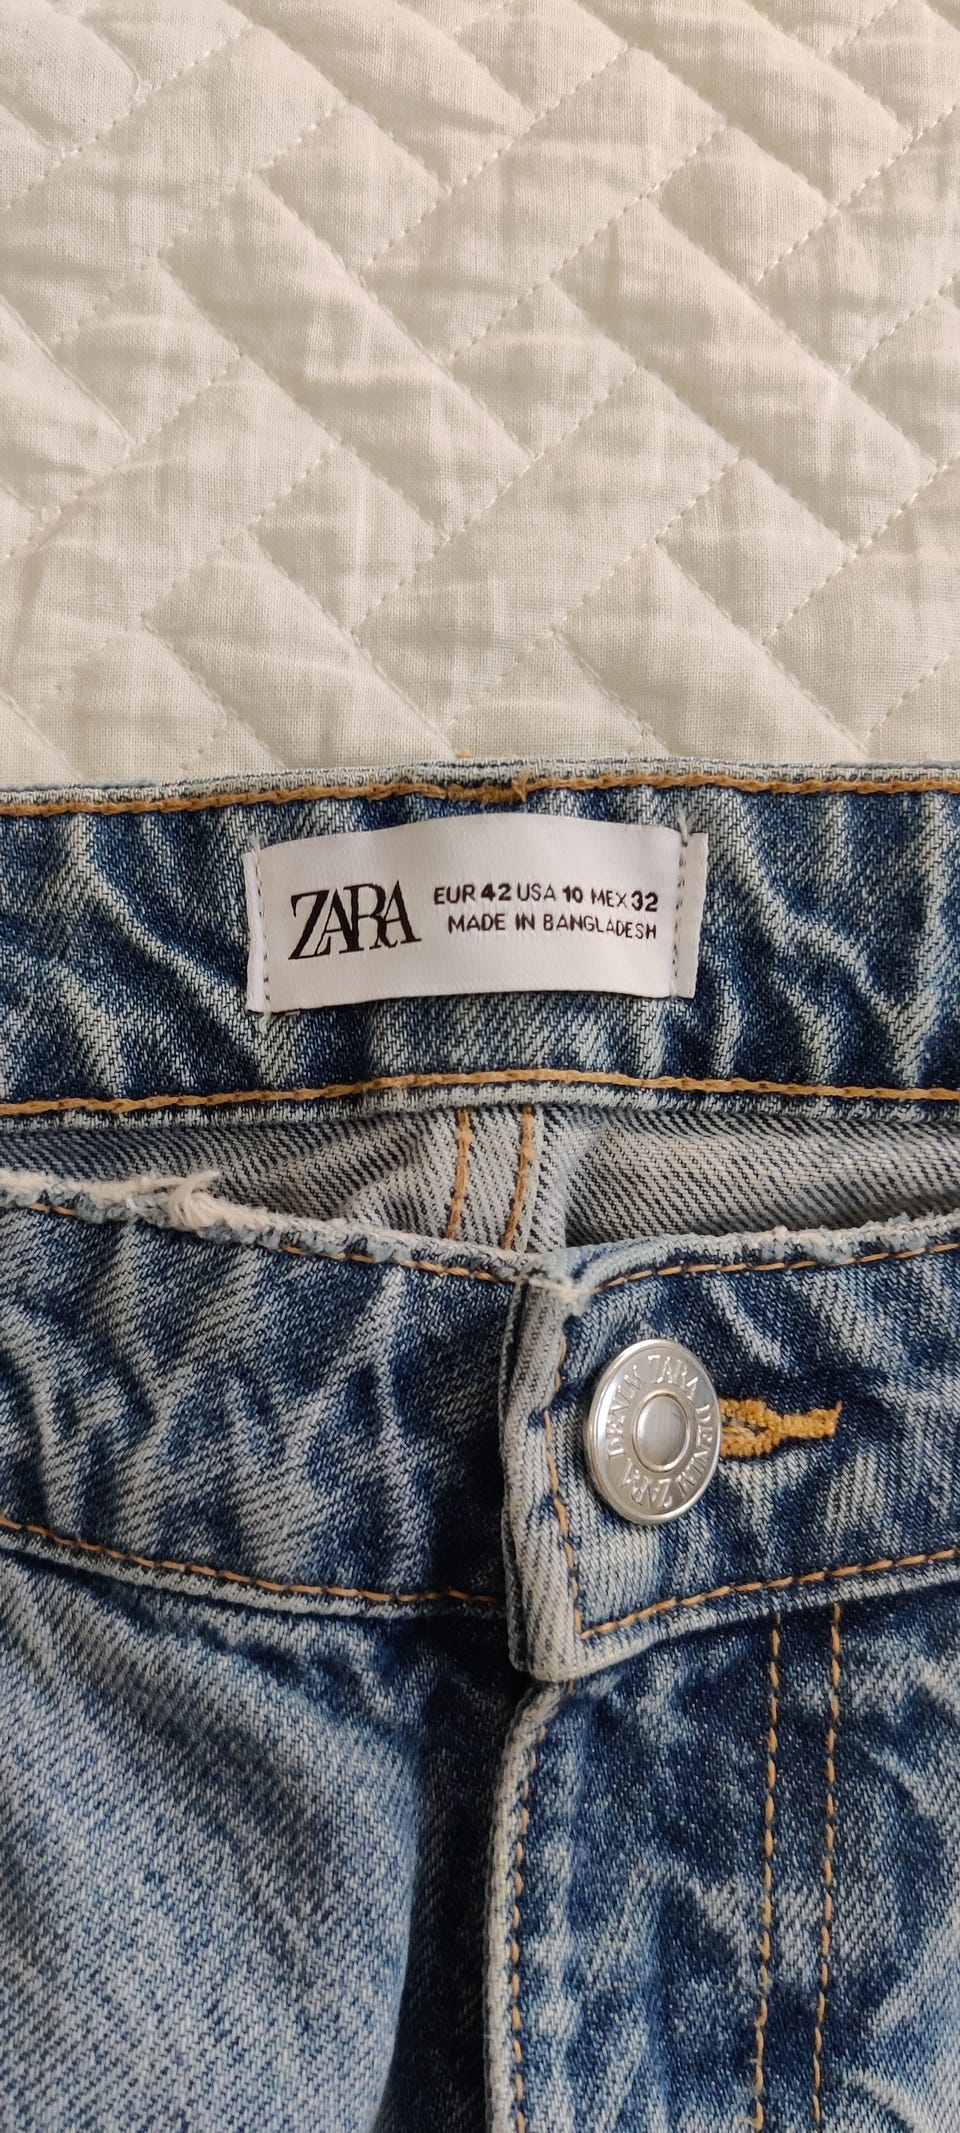 ZARA
EUR 42 USA 10 MEX 32
MADE IN BANGLADESH
ZARA DENIM ZARA DENIM